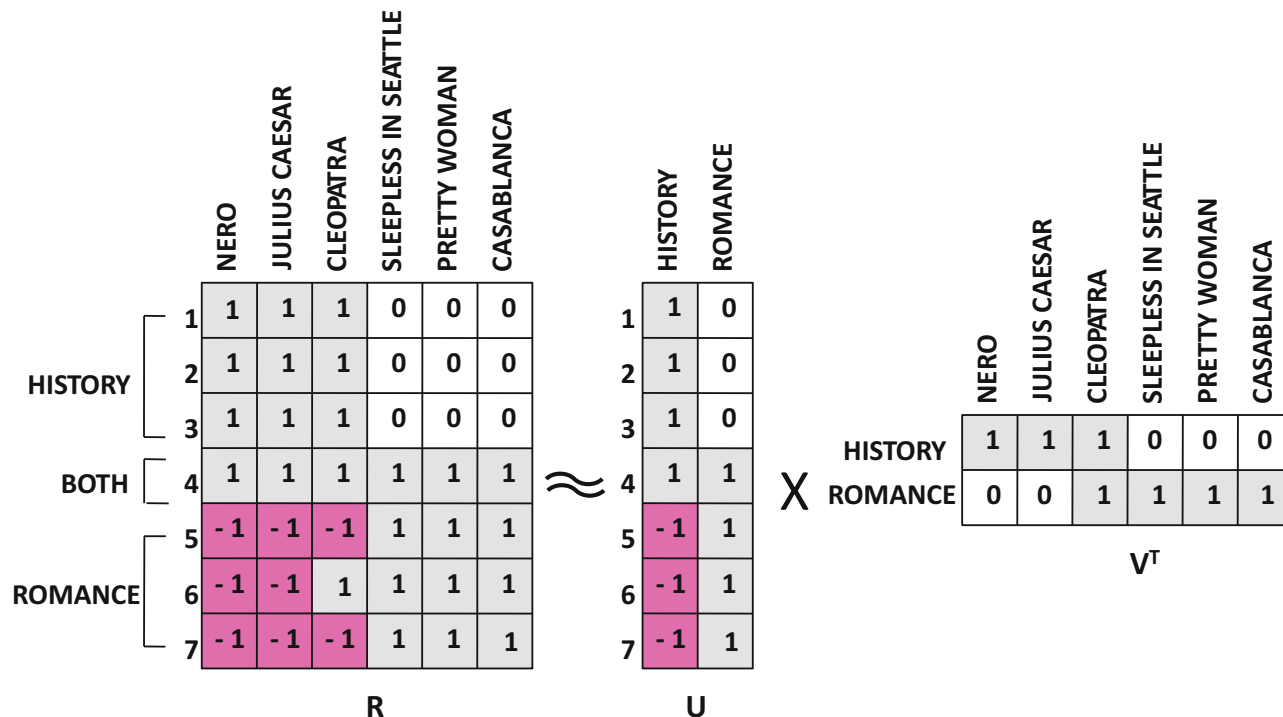 NERO
JULIUS CAESAR
CLEOPATRA
SLEEPLESS IN SEATTLE
PRETTY WOMAN
CASABLANCA
HISTORY
BOTH
ROMANCE
1 1 1 1 0 0 0
2 1 1 1 0 0 0
3 1 1 1 0 0 0
4 1 1 1 1 1 1
5 -1 -1 -1 1 1 1
6 -1 -1 1 1 1 1
7 -1 -1 -1 1 1 1
R
≈
HISTORY
ROMANCE
1 1 0
2 1 0
3 1 0
4 1 1
5 -1 1
6 -1 1
7 -1 1
U
X
NERO
JULIUS CAESAR
CLEOPATRA
SLEEPLESS IN SEATTLE
PRETTY WOMAN
CASABLANCA
HISTORY 1 1 1 0 0 0
ROMANCE 0 0 1 1 1 1
Vᵀ